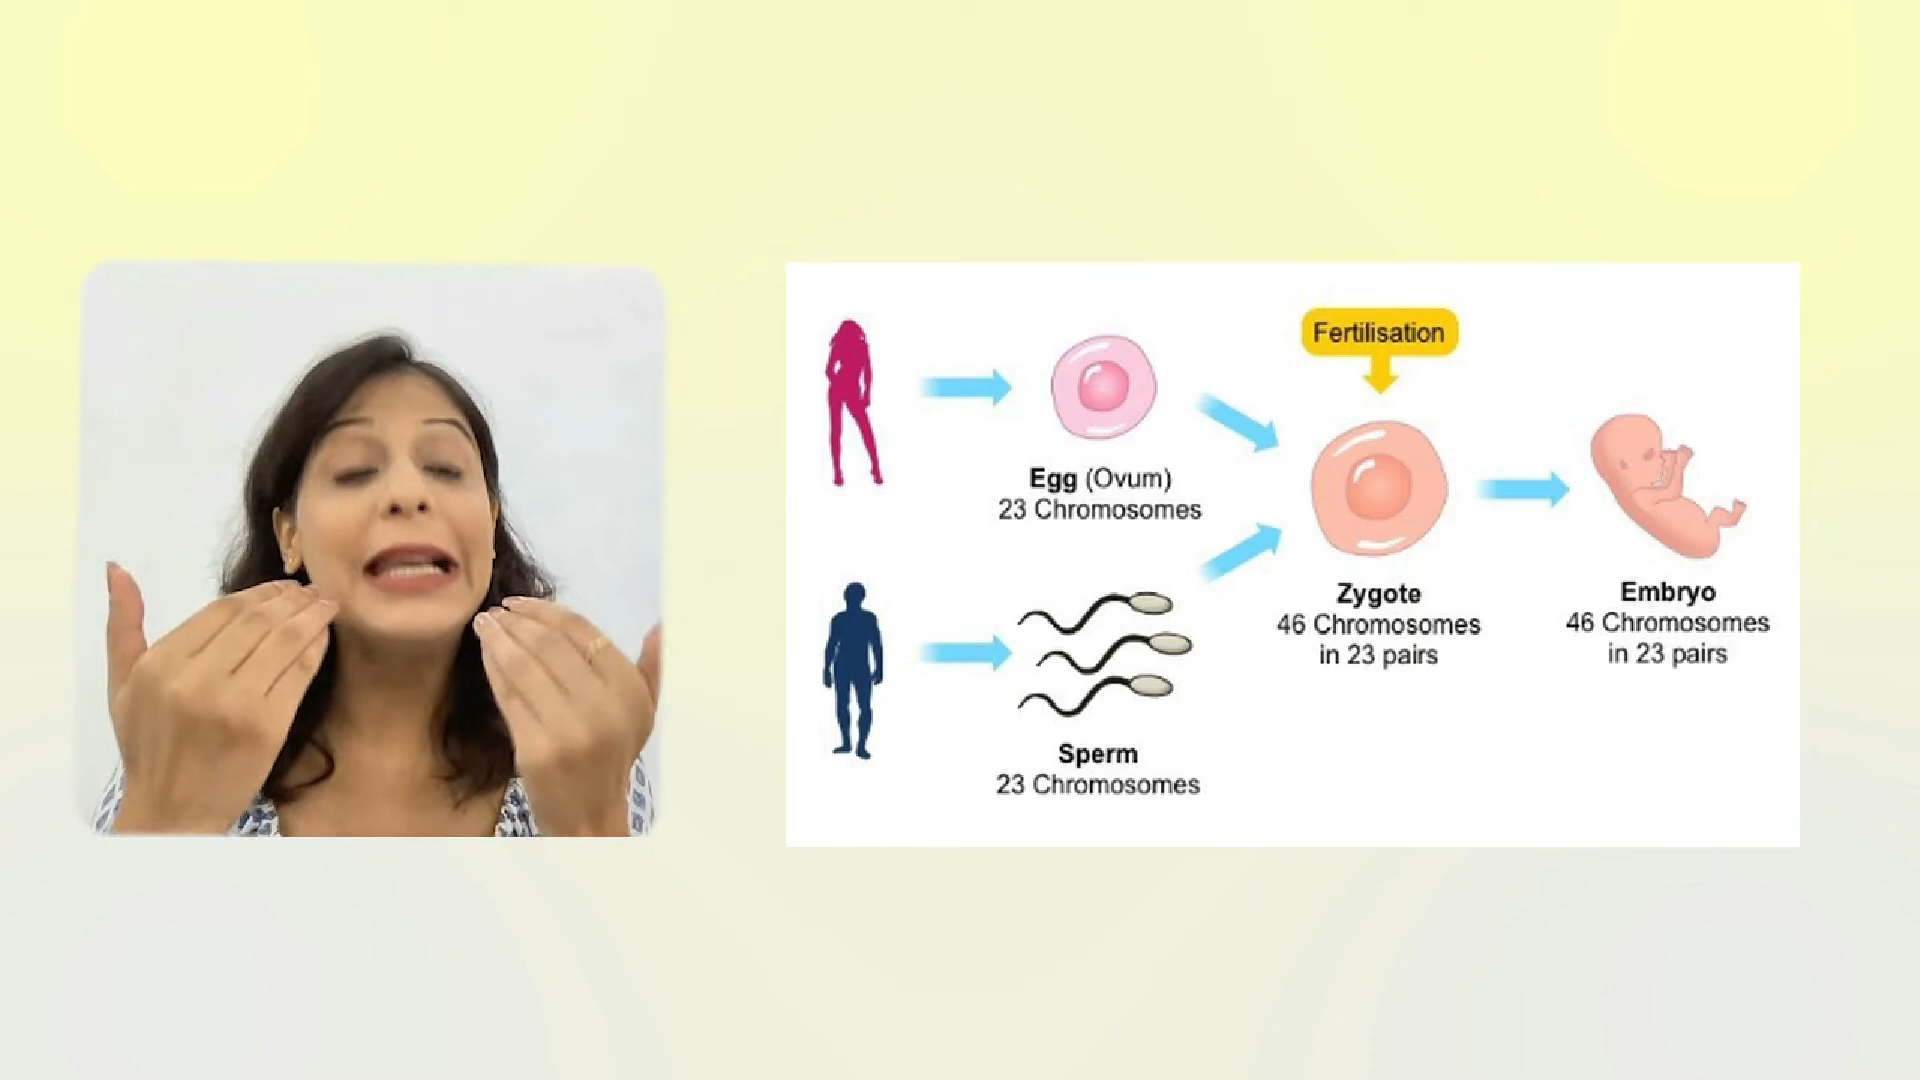 Fertilisation
Egg (Ovum)
23 Chromosomes
Zygote
46 Chromosomes
in 23 pairs
Embryo
46 Chromosomes
in 23 pairs
Sperm
23 Chromosomes